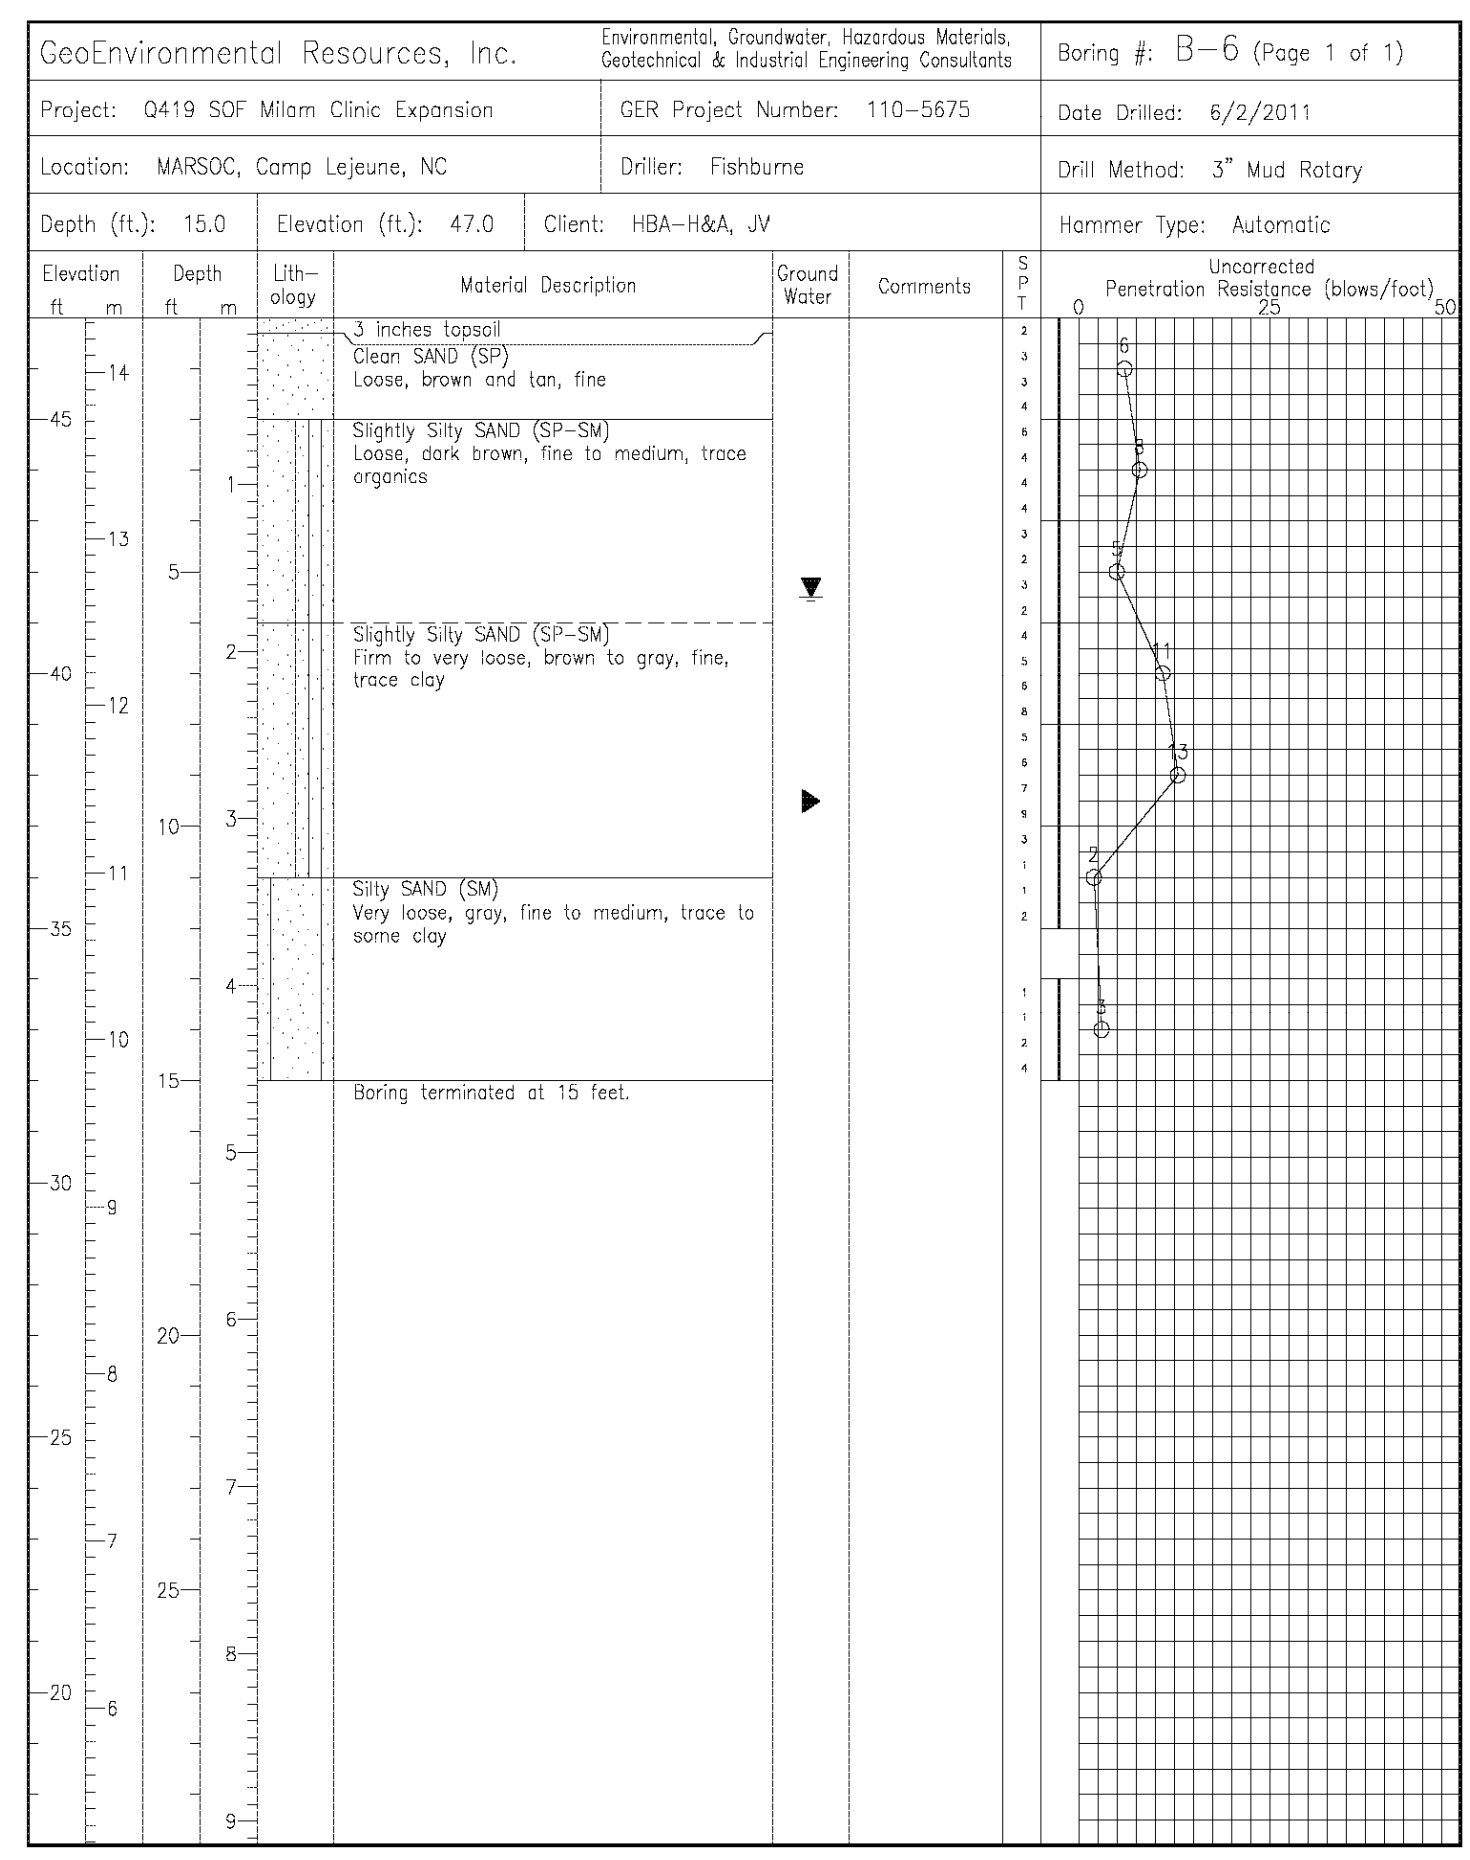 GeoEnvironmental Resources, Inc.
Environmental, Groundwater, Hazardous Materials,
Geotechnical & Industrial Engineering Consultants
Boring #: B-6 (Page 1 of 1)
Project: Q419 SOF Milam Clinic Expansion
GER Project Number: 110-5675
Date Drilled: 6/2/2011
Location: MARSOC, Camp Lejeune, NC
Driller: Fishburne
Drill Method: 3" Mud Rotary
Depth (ft.): 15.0
Elevation (ft.): 47.0
Client: HBA-H&A, JV
Hammer Type: Automatic
Elevation
ft m
Depth
ft m
Lith-
ology
Material Description
Ground
Water
Comments
S
P
T
Uncorrected
Penetration Resistance (blows/foot)
0 25 50
3 inches topsoil
Clean SAND (SP)
Loose, brown and tan, fine
Slightly Silty SAND (SP-SM)
Loose, dark brown, fine to medium, trace
organics
Slightly Silty SAND (SP-SM)
Firm to very loose, brown to gray, fine,
trace clay
Silty SAND (SM)
Very loose, gray, fine to medium, trace to
some clay
Boring terminated at 15 feet.
45
40
35
30
25
20
14
13
12
11
10
9
8
7
6
5
10
15
20
25
1
2
3
4
5
6
7
8
9
2
3
3
4
6
4
4
4
3
2
3
2
4
5
6
8
5
6
7
9
3
1
1
2
1
1
2
4
6
8
5
11
13
2
3